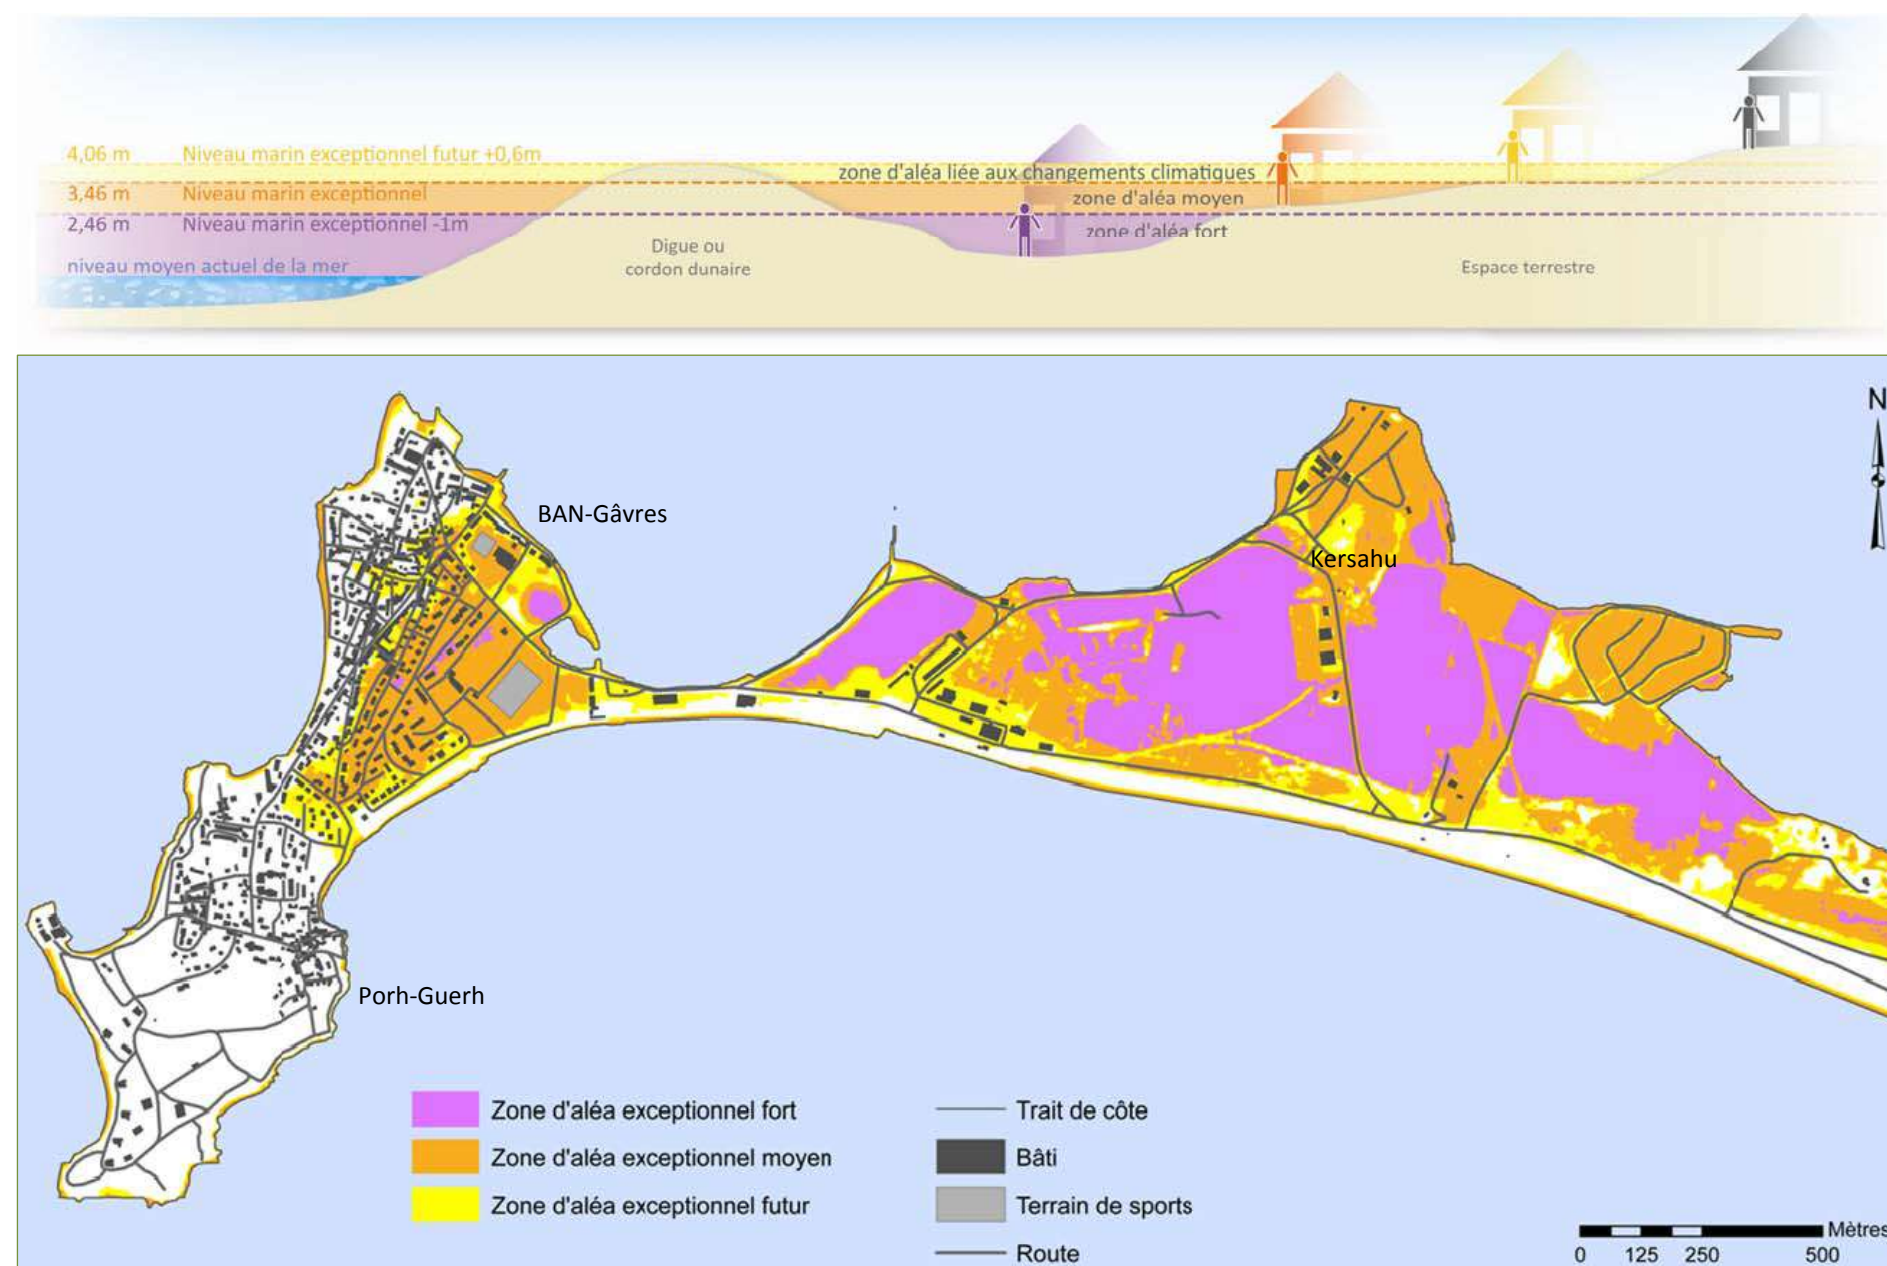 4,06 m Niveau marin exceptionnel futur +0,6m
zone d'aléa liée aux changements climatiques
3,46 m Niveau marin exceptionnel
zone d'aléa moyen
2,46 m Niveau marin exceptionnel -1m
zone d'aléa fort
niveau moyen actuel de la mer
Digue ou
cordon dunaire
Espace terrestre
N
BAN-Gâvres
Kersahu
Porh-Guerh
Zone d'aléa exceptionnel fort
Zone d'aléa exceptionnel moyen
Zone d'aléa exceptionnel futur
Trait de côte
Bâti
Terrain de sports
Route
Mètres
0 125 250 500